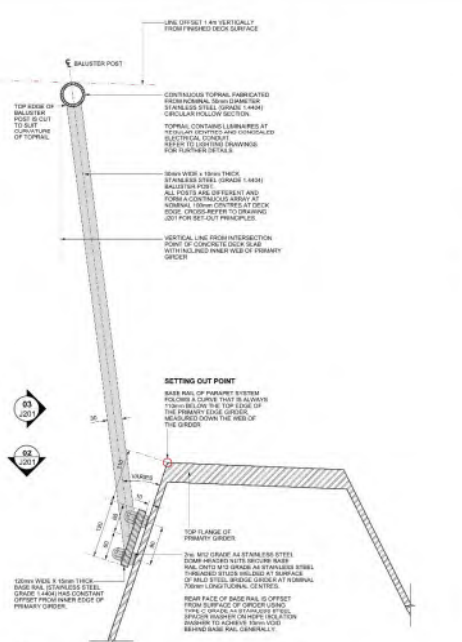 LINE OFFSET 1.4m VERTICALLY
FROM FINISHED DECK SURFACE
BALUSTER POST
CONTINUOUS TOPRAIL FABRICATED
FROM NOMINAL 50mm DIAMETER
STAINLESS STEEL (GRADE 1.4404)
CIRCULAR HOLLOW SECTION.
TOPRAIL CONTAINS LUMINAIRES AT
REGULAR CENTRES AND CONCEALED
ELECTRICAL CONDUIT.
REFER TO LIGHTING DRAWINGS
FOR FURTHER DETAILS.
TOP EDGE OF
BALUSTER
POST IS CUT
TO SUIT
CURVATURE
OF TOPRAIL
THICK
STAINLESS STEEL (GRADE 1.4404)
BALUSTER POST.
ALL POSTS ARE DIFFERENT AND
FORM A CONTINUOUS ARRAY AT
NOMINAL 100mm CENTRES AT DECK
EDGE. CROSS-REFER TO DRAWING
J201 FOR SET-OUT PRINCIPLES.
VERTICAL LINE FROM INTERSECTION
POINT OF CONCRETE DECK SLAB
WITH INCLINED INNER WEB OF PRIMARY
GIRDER
SETTING OUT POINT
BASE RAIL OF PARAPET SYSTEM
FOLLOWS A CURVE THAT IS ALWAYS
BELOW THE TOP EDGE OF
THE PRIMARY EDGE GIRDER,
MEASURED DOWN THE WEB OF
THE GIRDER
03
J201
02
J201
VARIES
TOP FLANGE OF
PRIMARY GIRDER
2no. M12 GRADE A4 STAINLESS STEEL
DOME-HEADED NUTS SECURE BASE
RAIL ONTO M12 GRADE A4 STAINLESS STEEL
THREADED STUDS WELDED AT SURFACE
OF MILD STEEL BRIDGE GIRDER AT NOMINAL
700mm LONGITUDINAL CENTRES.
REAR FACE OF BASE RAIL IS OFFSET
FROM SURFACE OF GIRDER USING
STAINLESS STEEL
SPACER WASHER ON ISOLATION
WASHER TO ACHIEVE 10mm VOID
BEHIND BASE RAIL GENERALLY.
120mm WIDE X 15mm THICK
BASE RAIL (STAINLESS STEEL
GRADE 1.4404) HAS CONSTANT
OFFSET FROM INNER EDGE OF
PRIMARY GIRDER.